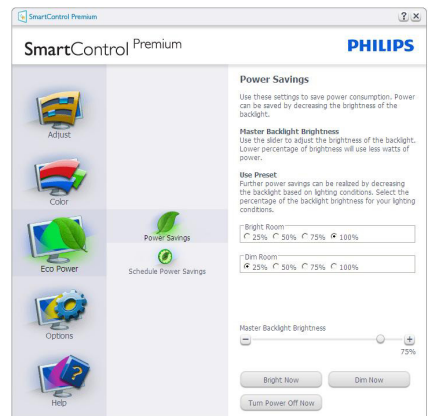 SmartControl Premium
SmartControl Premium
PHILIPS
Adjust
Color
Eco Power
Options
Help
Power Savings
Schedule Power Savings
Power Savings
Use these settings to save power consumption. Power
can be saved by decreasing the brightness of the
backlight.
Master Backlight Brightness
Use the slider to adjust the brightness of the backlight.
Lower percentage of brightness will use less watts of
power.
Use Preset
Further power savings can be realized by decreasing
the backlight based on lighting conditions. Select the
percentage of the backlight brightness for your lighting
conditions.
Bright Room
25% 50% 75% 100%
Dim Room
25% 50% 75% 100%
Master Backlight Brightness
75%
Bright Now Dim Now
Turn Power Off Now